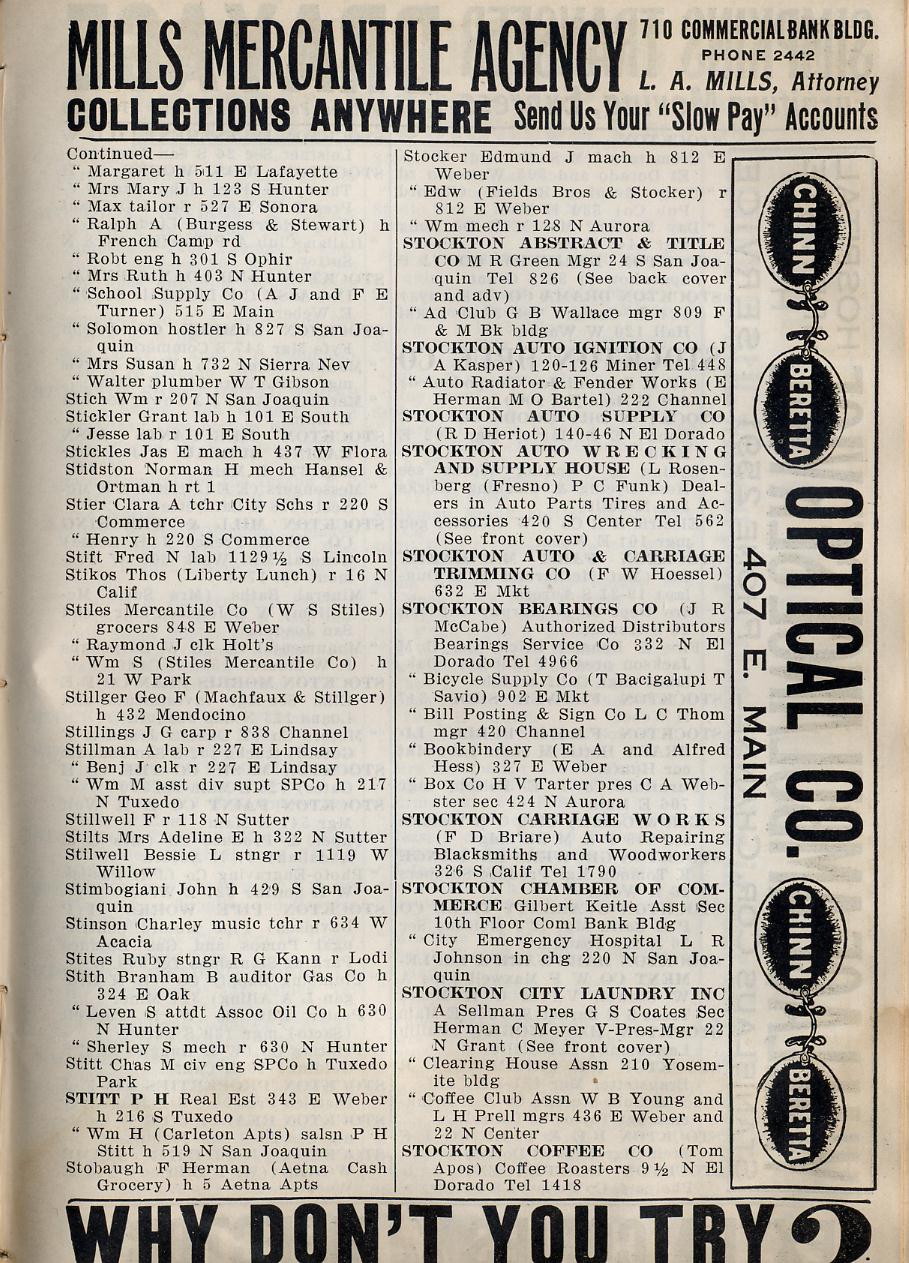 MILLS MERCANTILE AGENCY
710 COMMERCIAL BANK BLDG.
PHONE 2442
L. A. MILLS, Attorney
COLLECTIONS ANYWHERE Send Us Your "Slow Pay" Accounts
Continued—
“ Margaret h 511 E Lafayette
“ Mrs Mary J h 123 S Hunter
“ Max tailor r 527 E Sonora
“ Ralph A (Burgess & Stewart) h
French Camp rd
“ Robt eng h 301 S Ophir
“ Mrs Ruth h 403 N Hunter
“ School Supply Co (A J and F E
Turner) 515 E Main
“ Solomon hostler h 827 S San Joa-
quin
“ Mrs Susan h 732 N Sierra Nev
“ Walter plumber W T Gibson
Stich Wm r 207 N San Joaquin
Stickler Grant lab h 101 E South
“ Jesse lab r 101 E South
Stickles Jas E mach h 437 W Flora
Stidston Norman H mech Hansel &
Ortman h rt 1
Stier Clara A tchr City Schs r 220 S
Commerce
“ Henry h 220 S Commerce
Stift Fred N lab 1129½ S Lincoln
Stikos Thos (Liberty Lunch) r 16 N
Calif
Stiles Mercantile Co (W S Stiles)
grocers 848 E Weber
“ Raymond J clk Holt's
“ Wm S (Stiles Mercantile Co) h
21 W Park
Stillger Geo F (Machfaux & Stillger)
h 432 Mendocino
Stillings J G carp r 838 Channel
Stillman A lab r 227 E Lindsay
“ Benj J clk r 227 E Lindsay
“ Wm M asst div supt SPCo h 217
N Tuxedo
Stillwell F r 118 N Sutter
Stilts Mrs Adeline E h 322 N Sutter
Stilwell Bessie L stngr r 1119 W
Willow
Stimbogiani John h 429 S San Joa-
quin
Stinson Charley music tchr r 634 W
Acacia
Stites Ruby stngr R G Kann r Lodi
Stith Branham B auditor Gas Co h
324 E Oak
“ Leven S attdt Assoc Oil Co h 630
N Hunter
“ Sherley S mech r 630 N Hunter
Stitt Chas M civ eng SPCo h Tuxedo
Park
STITT P H Real Est 343 E Weber
h 216 S Tuxedo
“ Wm H (Carleton Apts) salsn P H
Stitt h 519 N San Joaquin
Stobaugh F Herman (Aetna Cash
Grocery) h 5 Aetna Apts
Stocker Edmund J mach h 812 E
Weber
“ Edw (Fields Bros & Stocker) r
812 E Weber
“ Wm mech r 128 N Aurora
STOCKTON ABSTRACT & TITLE
CO M R Green Mgr 24 S San Joa-
quin Tel 826 (See back cover
and adv)
“ Ad Club G B Wallace mgr 809 F
& M Bk bldg
STOCKTON AUTO IGNITION CO (J
A Kasper) 120-126 Miner Tel 448
“ Auto Radiator & Fender Works (E
Herman M O Bartel) 222 Channel
STOCKTON AUTO SUPPLY CO
(R D Heriot) 140-46 N El Dorado
STOCKTON AUTO WRECKING
AND SUPPLY HOUSE (L Rosen-
berg (Fresno) P C Funk) Deal-
ers in Auto Parts Tires and Ac-
cessories 420 S Center Tel 562
(See front cover)
STOCKTON AUTO & CARRIAGE
TRIMMING CO (F W Hoessel)
632 E Mkt
STOCKTON BEARINGS CO (J R
McCabe) Authorized Distributors
Bearings Service Co 332 N El
Dorado Tel 4966
“ Bicycle Supply Co (T Bacigalupi T
Savio) 902 E Mkt
“ Bill Posting & Sign Co L C Thom
mgr 420 Channel
“ Bookbindery (E A and Alfred
Hess) 327 E Weber
“ Box Co H V Tarter pres C A Web-
ster sec 424 N Aurora
STOCKTON CARRIAGE WORKS
(F D Briare) Auto Repairing
Blacksmiths and Woodworkers
326 S Calif Tel 1790
STOCKTON CHAMBER OF COM-
MERCE Gilbert Keitle Asst Sec
10th Floor Coml Bank Bldg
“ City Emergency Hospital L R
Johnson in chg 220 N San Joa-
quin
STOCKTON CITY LAUNDRY INC
A Sellman Pres G S Coates Sec
Herman C Meyer V-Pres-Mgr 22
N Grant (See front cover)
“ Clearing House Assn 210 Yosem-
ite bldg
“ Coffee Club Assn W B Young and
L H Prell mgrs 436 E Weber and
22 N Center
STOCKTON COFFEE CO (Tom
Apos) Coffee Roasters 9½ N El
Dorado Tel 1418
CHINN
BERETTA
OPTICAL CO.
407 E. MAIN
CHINN
BERETTA
WHY DON'T YOU TRY ?